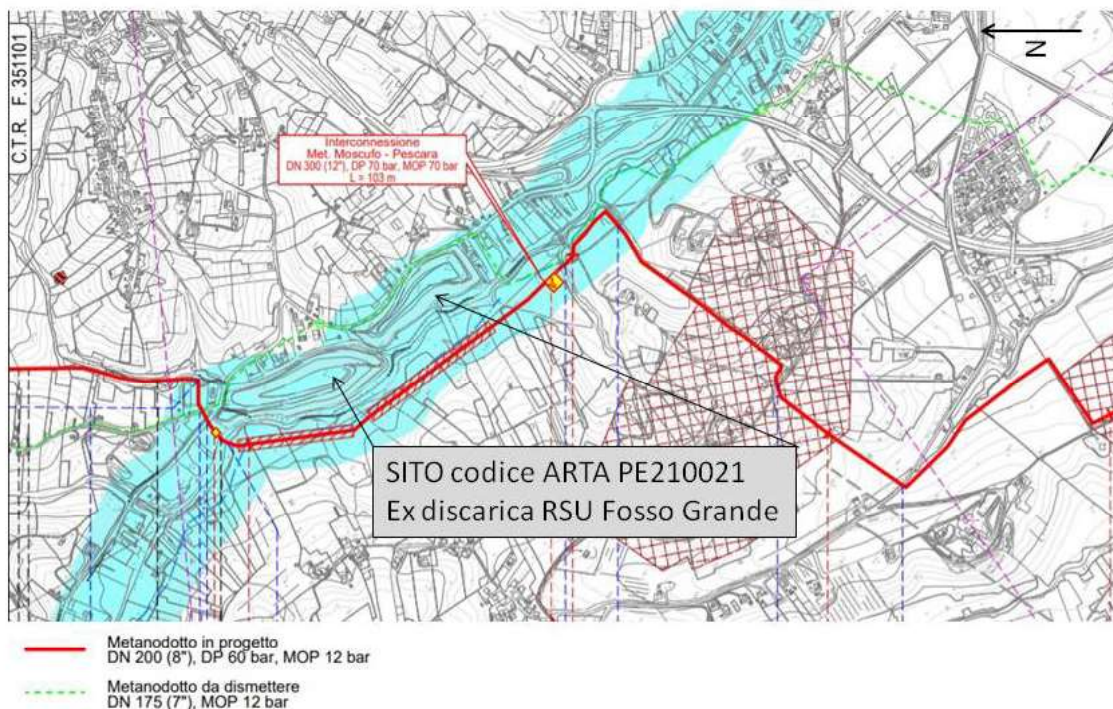 C.T.R. F. 351101
N
Interconnessione
Met. Moscufo - Pescara
DN 300 (12"), DP 70 bar, MOP 70 bar
L = 103 m
SITO codice ARTA PE210021
Ex discarica RSU Fosso Grande
Metanodotto in progetto
DN 200 (8"), DP 60 bar, MOP 12 bar
Metanodotto da dismettere
DN 175 (7"), MOP 12 bar